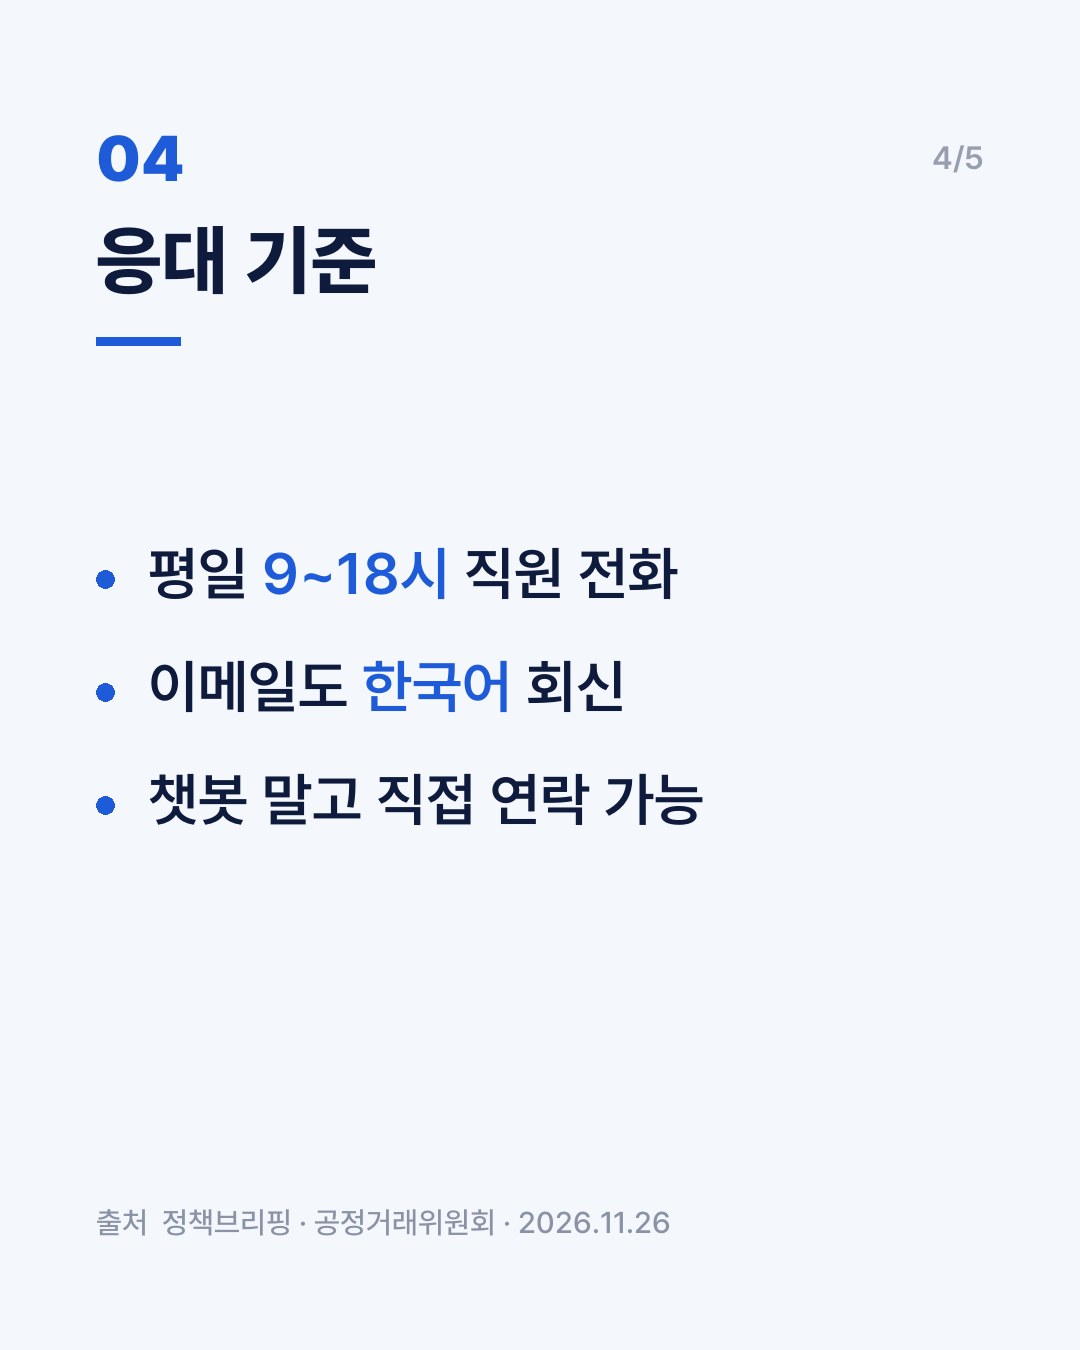 04
4/5
응대 기준
평일 9~18시 직원 전화
이메일도 한국어 회신
챗봇 말고 직접 연락 가능
출처 정책브리핑 · 공정거래위원회 · 2026.11.26